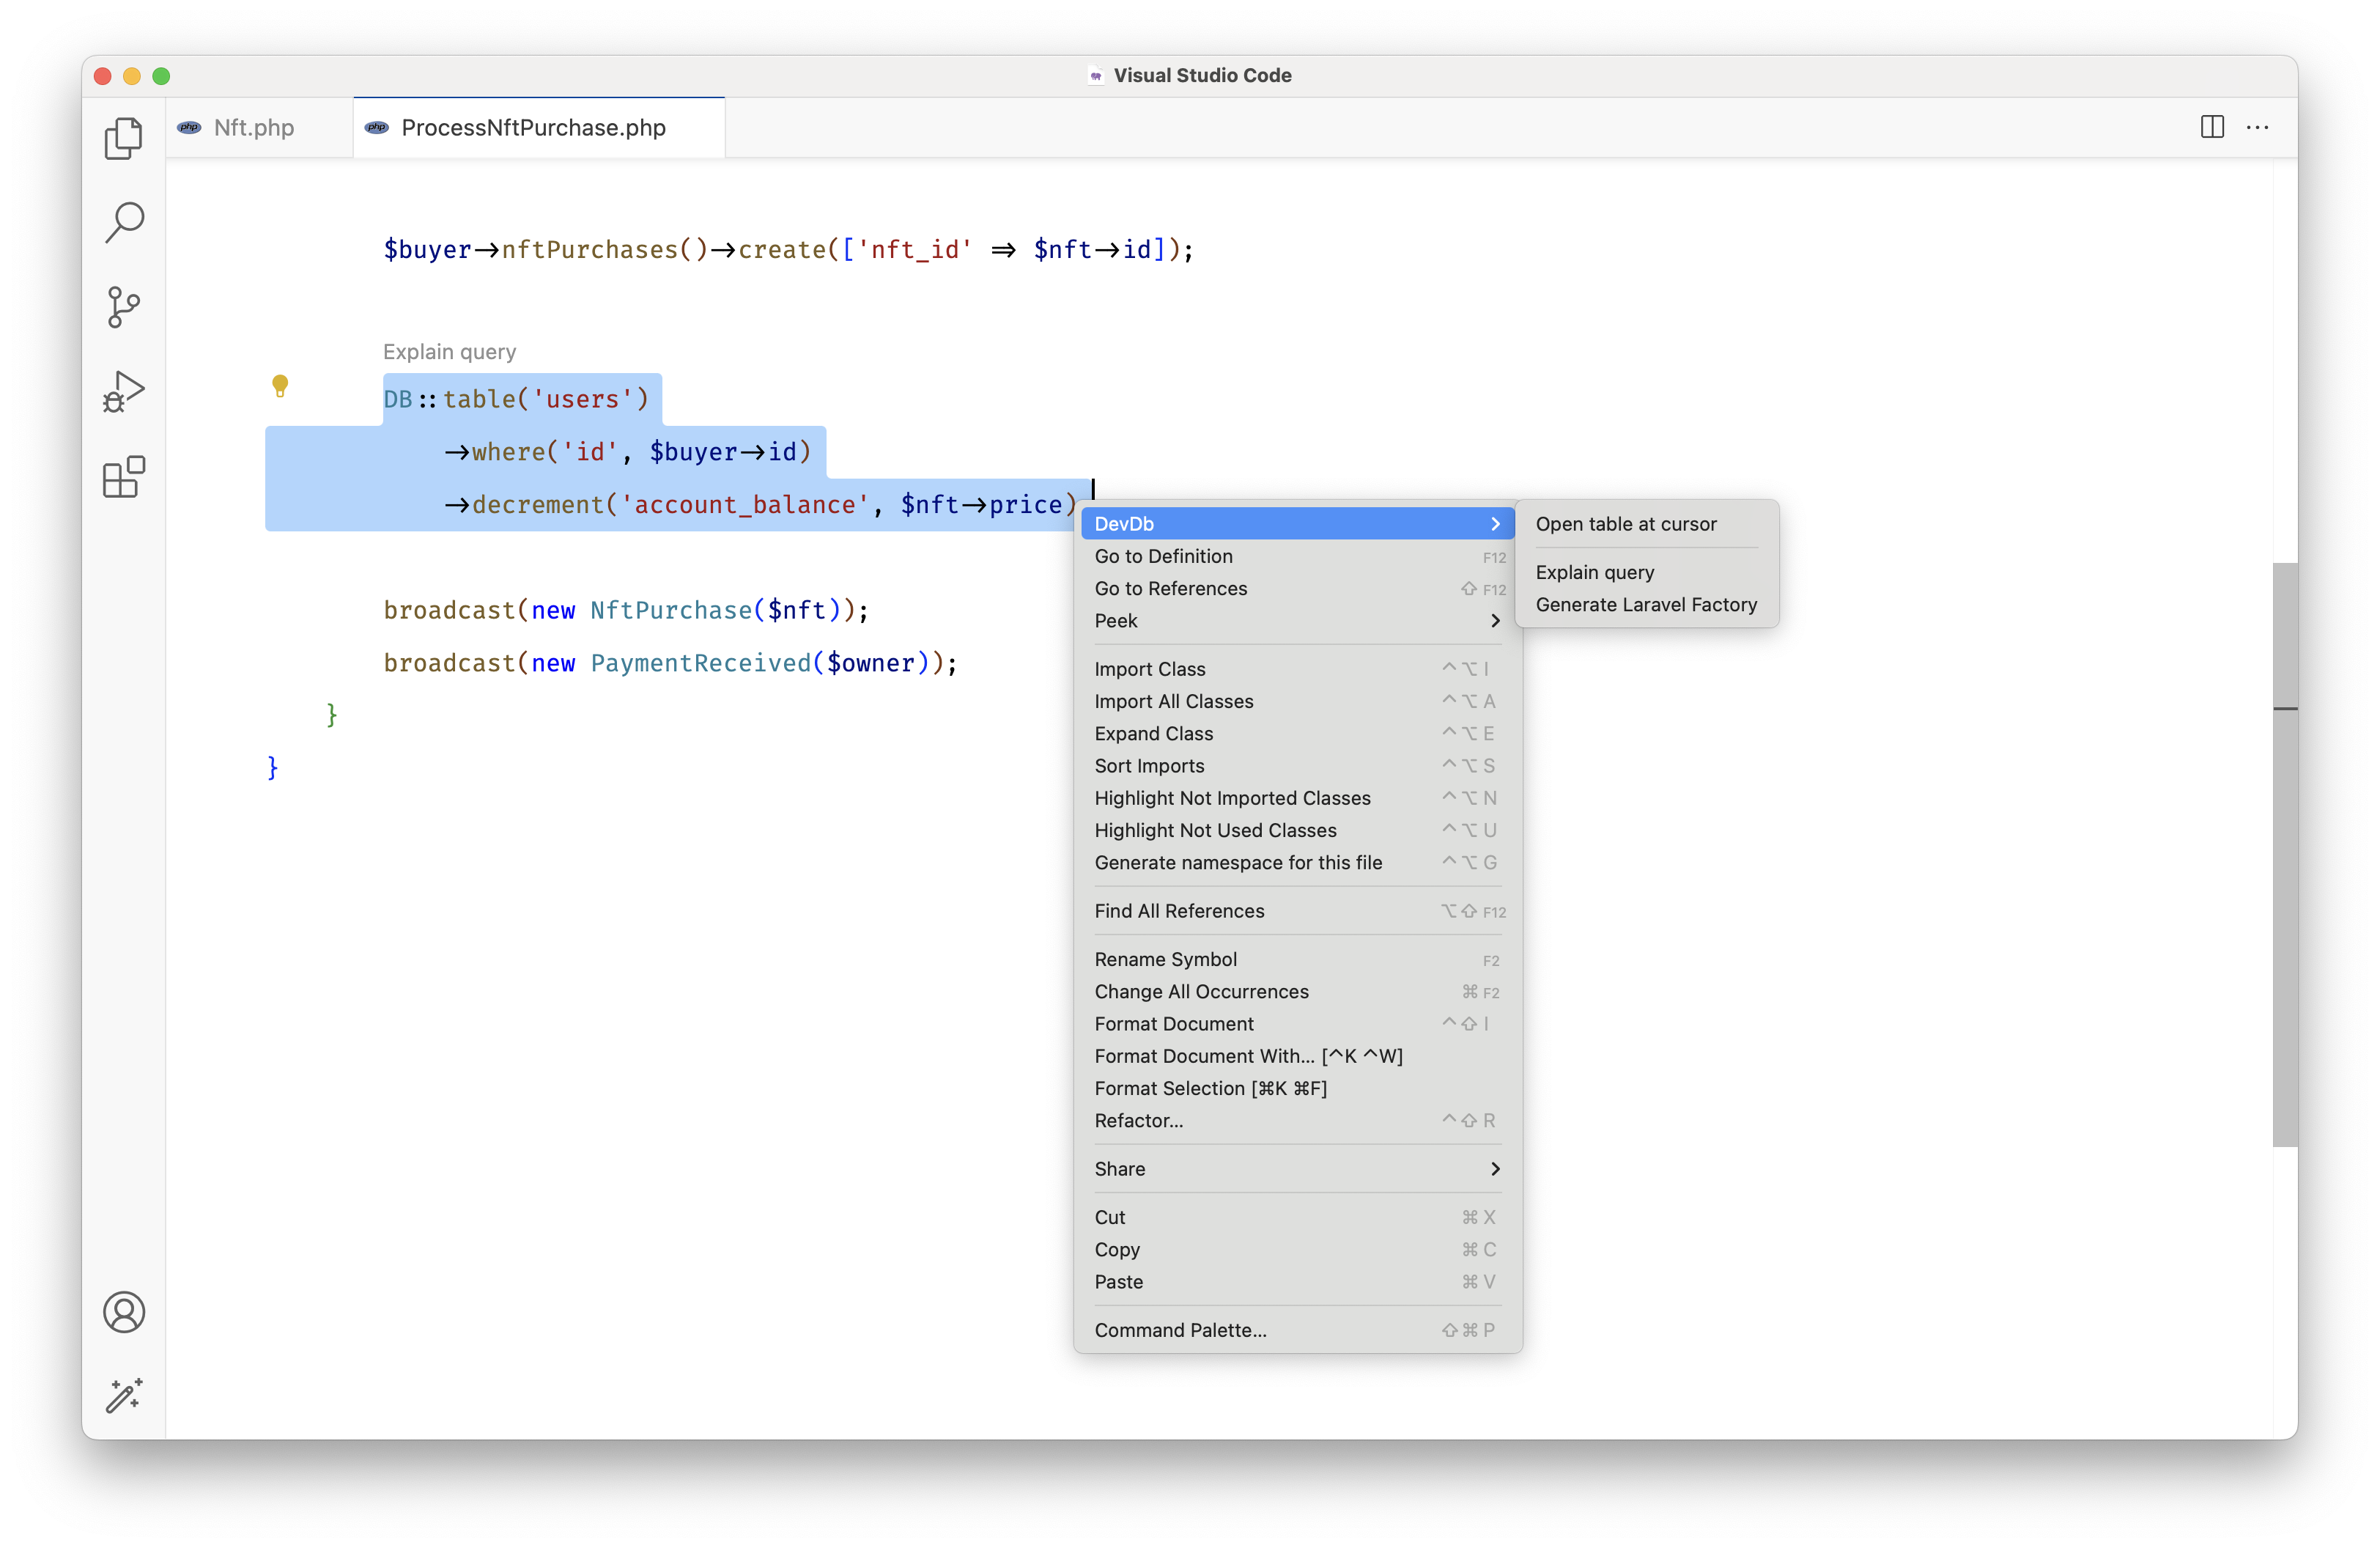 Visual Studio Code
php Nft.php
php ProcessNftPurchase.php
$buyer->nftPurchases()->create(['nft_id' => $nft->id]);
Explain query
DB::table('users')
->where('id', $buyer->id)
->decrement('account_balance', $nft->price)
broadcast(new NftPurchase($nft));
broadcast(new PaymentReceived($owner));
}
}
DevDb
Go to Definition F12
Go to References ⇧ F12
Peek
Import Class ^⌥ I
Import All Classes ^⌥ A
Expand Class ^⌥ E
Sort Imports ^⌥ S
Highlight Not Imported Classes ^⌥ N
Highlight Not Used Classes ^⌥ U
Generate namespace for this file ^⌥ G
Find All References ⌥⇧ F12
Rename Symbol F2
Change All Occurrences ⌘ F2
Format Document ^⇧ I
Format Document With... [^K ^W]
Format Selection [⌘K ⌘F]
Refactor... ^⇧ R
Share
Cut ⌘ X
Copy ⌘ C
Paste ⌘ V
Command Palette... ⇧⌘ P
Open table at cursor
Explain query
Generate Laravel Factory